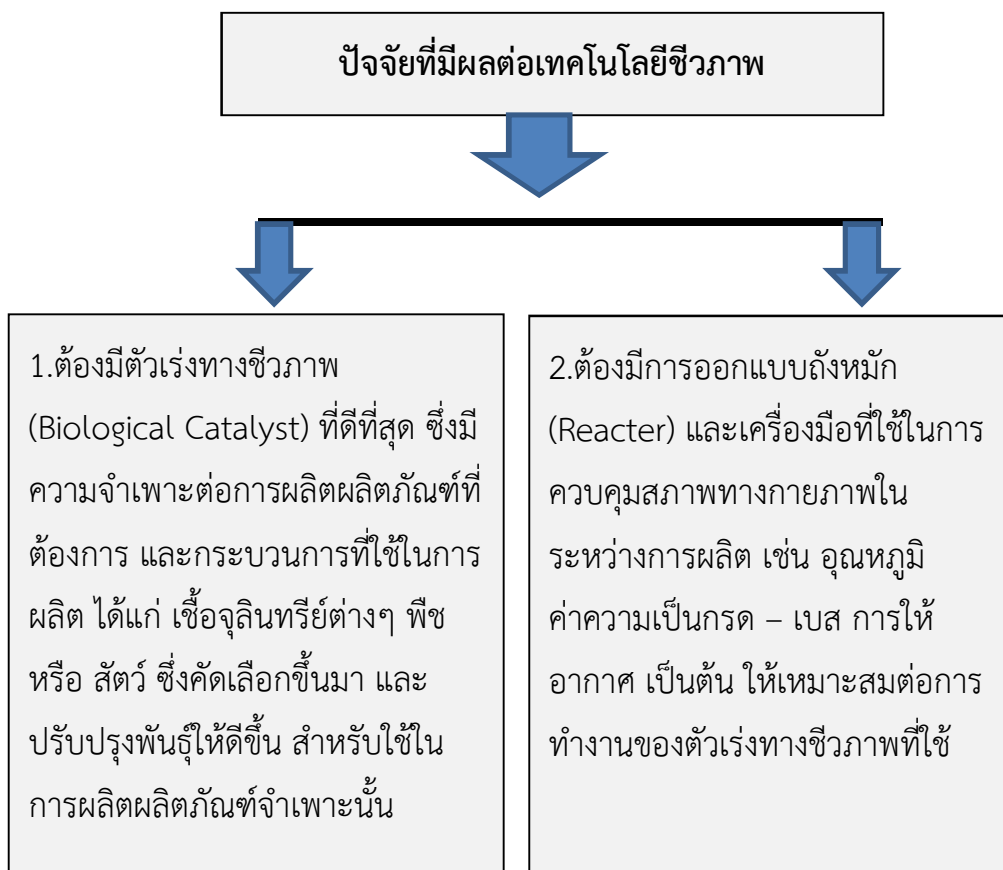 ปัจจัยที่มีผลต่อเทคโนโลยีชีวภาพ
1.ต้องมีตัวเร่งทางชีวภาพ
(Biological Catalyst) ที่ดีที่สุด ซึ่งมี
ความจำเพาะต่อการผลิตผลิตภัณฑ์ที่
ต้องการ และกระบวนการที่ใช้ในการ
ผลิต ได้แก่ เชื้อจุลินทรีย์ต่างๆ พืช
หรือ สัตว์ ซึ่งคัดเลือกขึ้นมา และ
ปรับปรุงพันธุ์ให้ดีขึ้น สำหรับใช้ใน
การผลิตผลิตภัณฑ์จำเพาะนั้น
2.ต้องมีการออกแบบถังหมัก
(Reacter) และเครื่องมือที่ใช้ในการ
ควบคุมสภาพทางกายภาพใน
ระหว่างการผลิต เช่น อุณหภูมิ
ค่าความเป็นกรด – เบส การให้
อากาศ เป็นต้น ให้เหมาะสมต่อการ
ทำงานของตัวเร่งทางชีวภาพที่ใช้